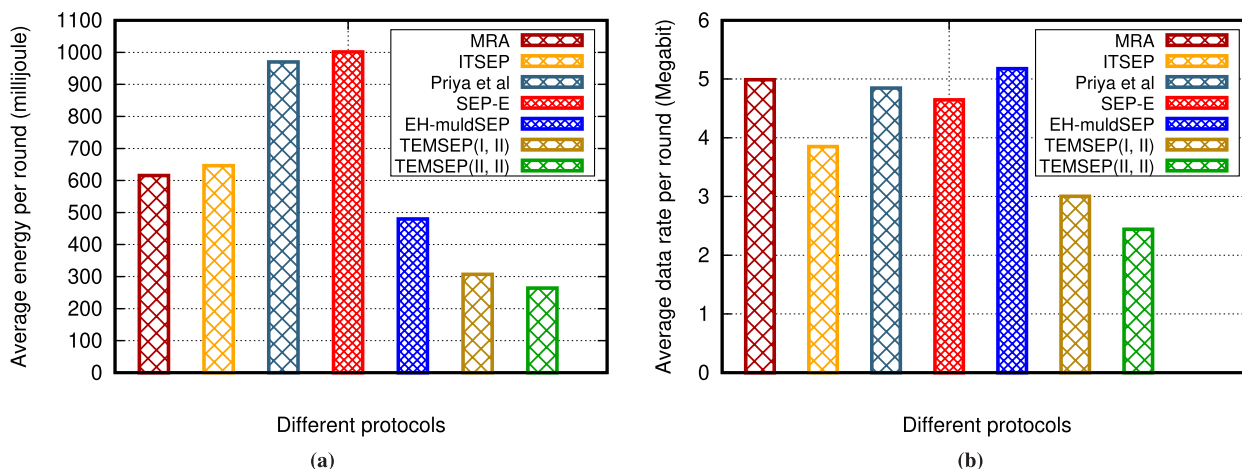 Average energy per round (millijoule)
1100
1000
900
800
700
600
500
400
300
200
100
0
MRA
ITSEP
Priya et al
SEP-E
EH-muldSEP
TEMSEP(I, II)
TEMSEP(II, II)
Different protocols
(a)
Average data rate per round (Megabit)
6
5
4
3
2
1
0
MRA
ITSEP
Priya et al
SEP-E
EH-muldSEP
TEMSEP(I, II)
TEMSEP(II, II)
Different protocols
(b)